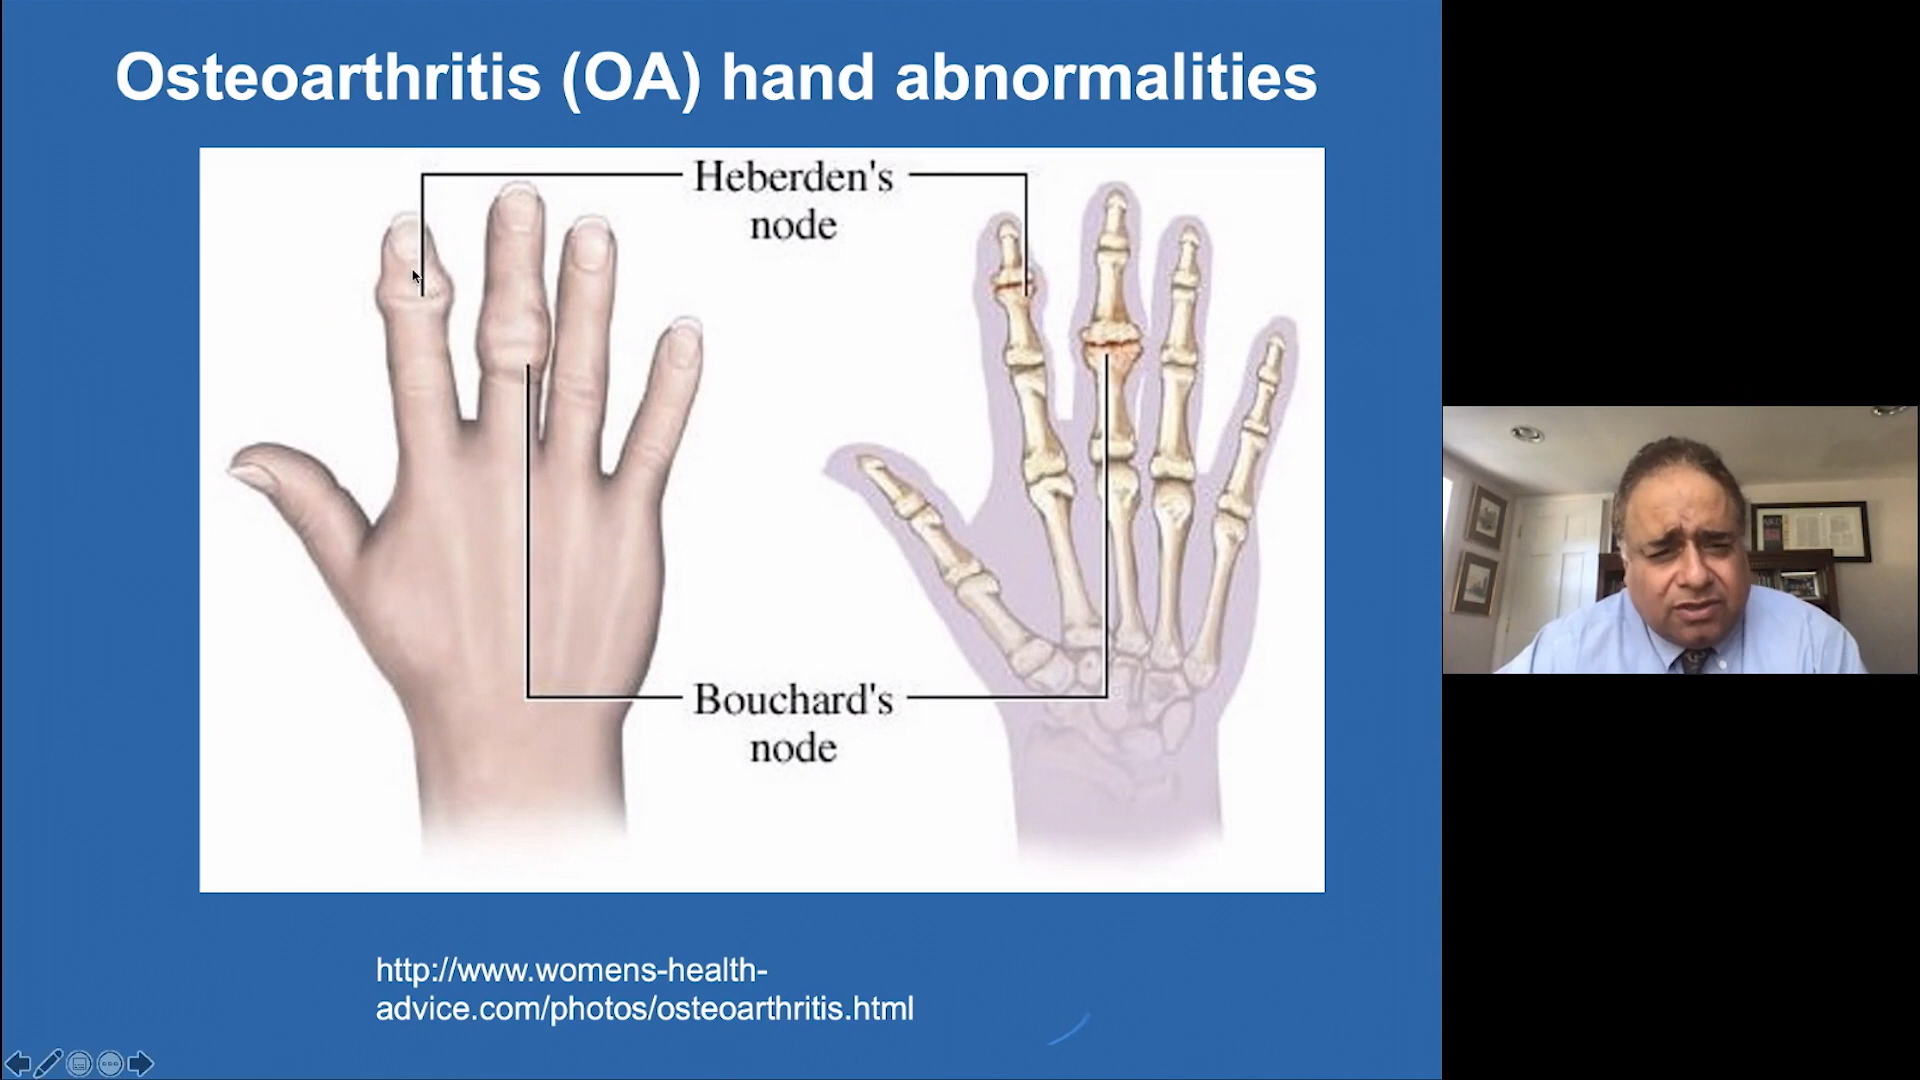 Osteoarthritis (OA) hand abnormalities
Heberden's
node
Bouchard's
node
http://www.womens-health-
advice.com/photos/osteoarthritis.html